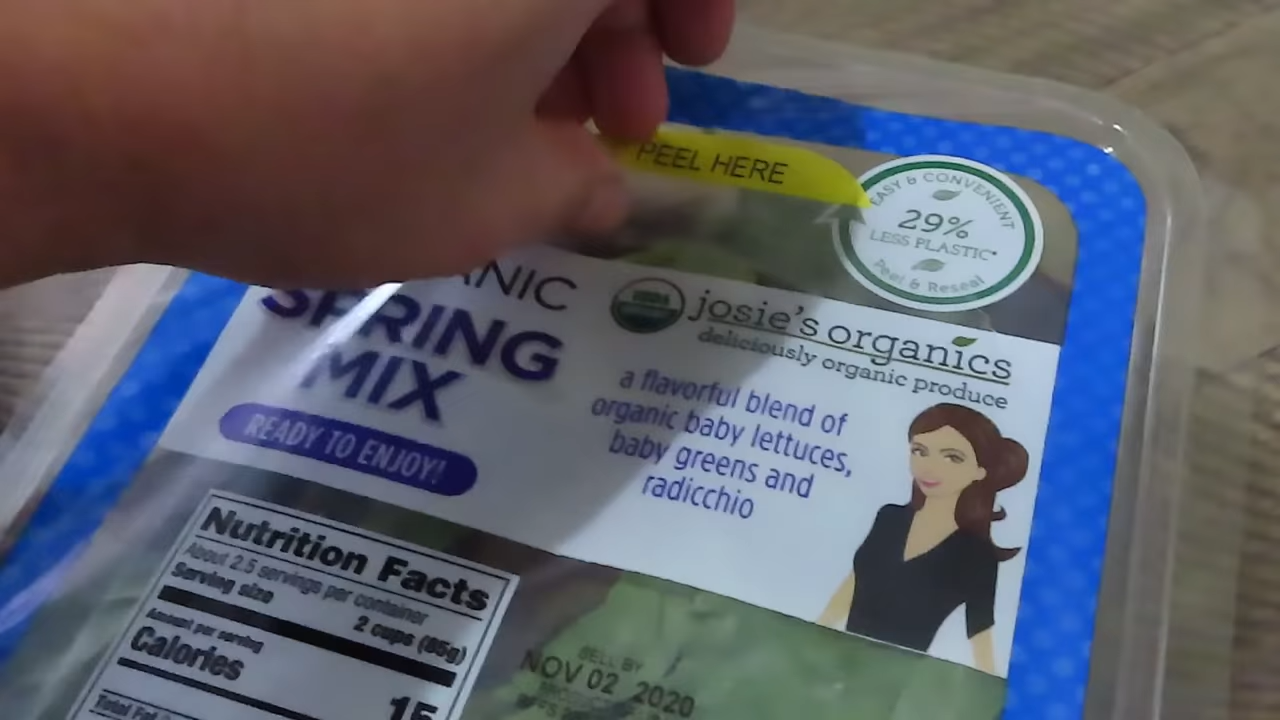 PEEL HERE
EASY & CONVENIENT
29%
LESS PLASTIC*
Peel & Reseal
SPRING
MIX
READY TO ENJOY!
USDA
josie's organics
deliciously organic produce
a flavorful blend of
organic baby lettuces,
baby greens and
radicchio
Nutrition Facts
About 2.5 servings per container
Serving size 2 cups (85g)
Amount per serving
Calories 15
Total Fat
SELL BY
NOV 02 2020